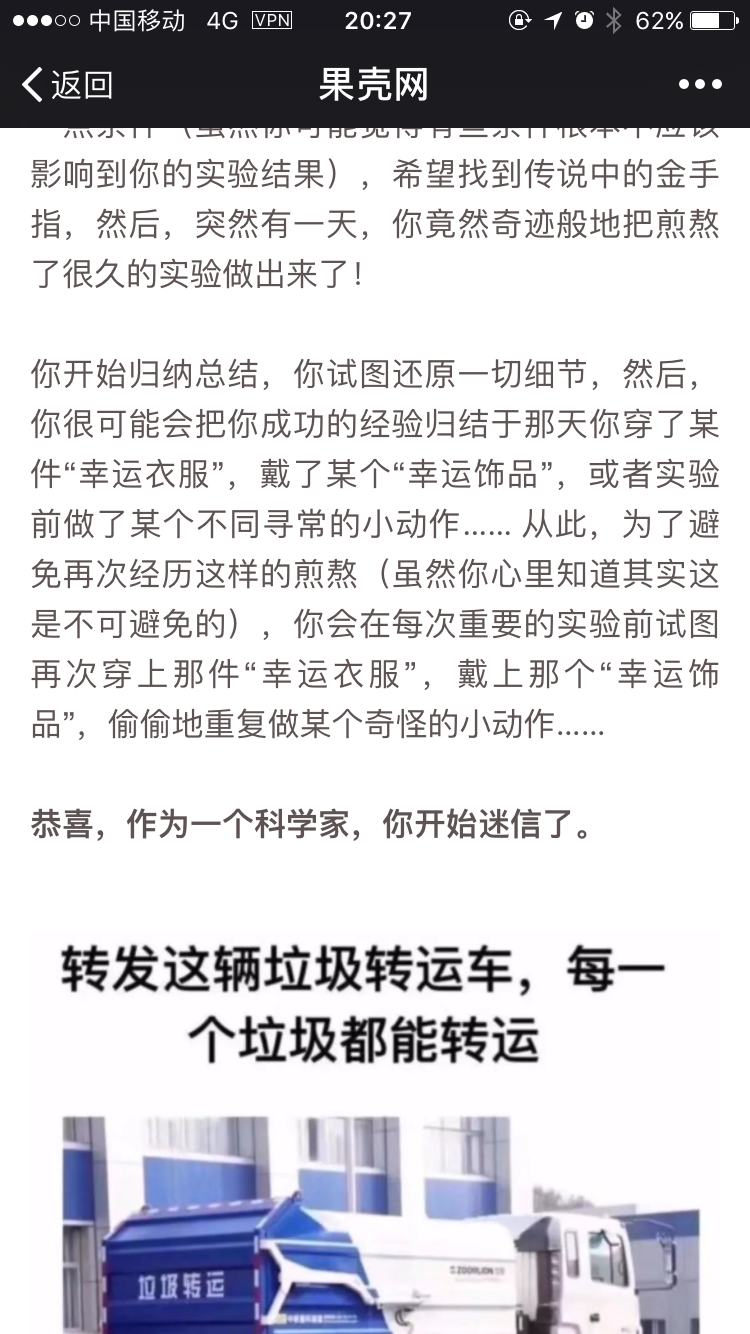 中国移动 4G VPN 20:27 62%
返回 果壳网
影响到你的实验结果），希望找到传说中的金手
指，然后，突然有一天，你竟然奇迹般地把煎熬
了很久的实验做出来了！
你开始归纳总结，你试图还原一切细节，然后，
你很可能会把你成功的经验归结于那天你穿了某
件“幸运衣服”，戴了某个“幸运饰品”，或者实验
前做了某个不同寻常的小动作…… 从此，为了避
免再次经历这样的煎熬（虽然你心里知道其实这
是不可避免的），你会在每次重要的实验前试图
再次穿上那件“幸运衣服”，戴上那个“幸运饰
品”，偷偷地重复做某个奇怪的小动作……
恭喜，作为一个科学家，你开始迷信了。
转发这辆垃圾转运车，每一
个垃圾都能转运
垃圾转运
ZOOMLION